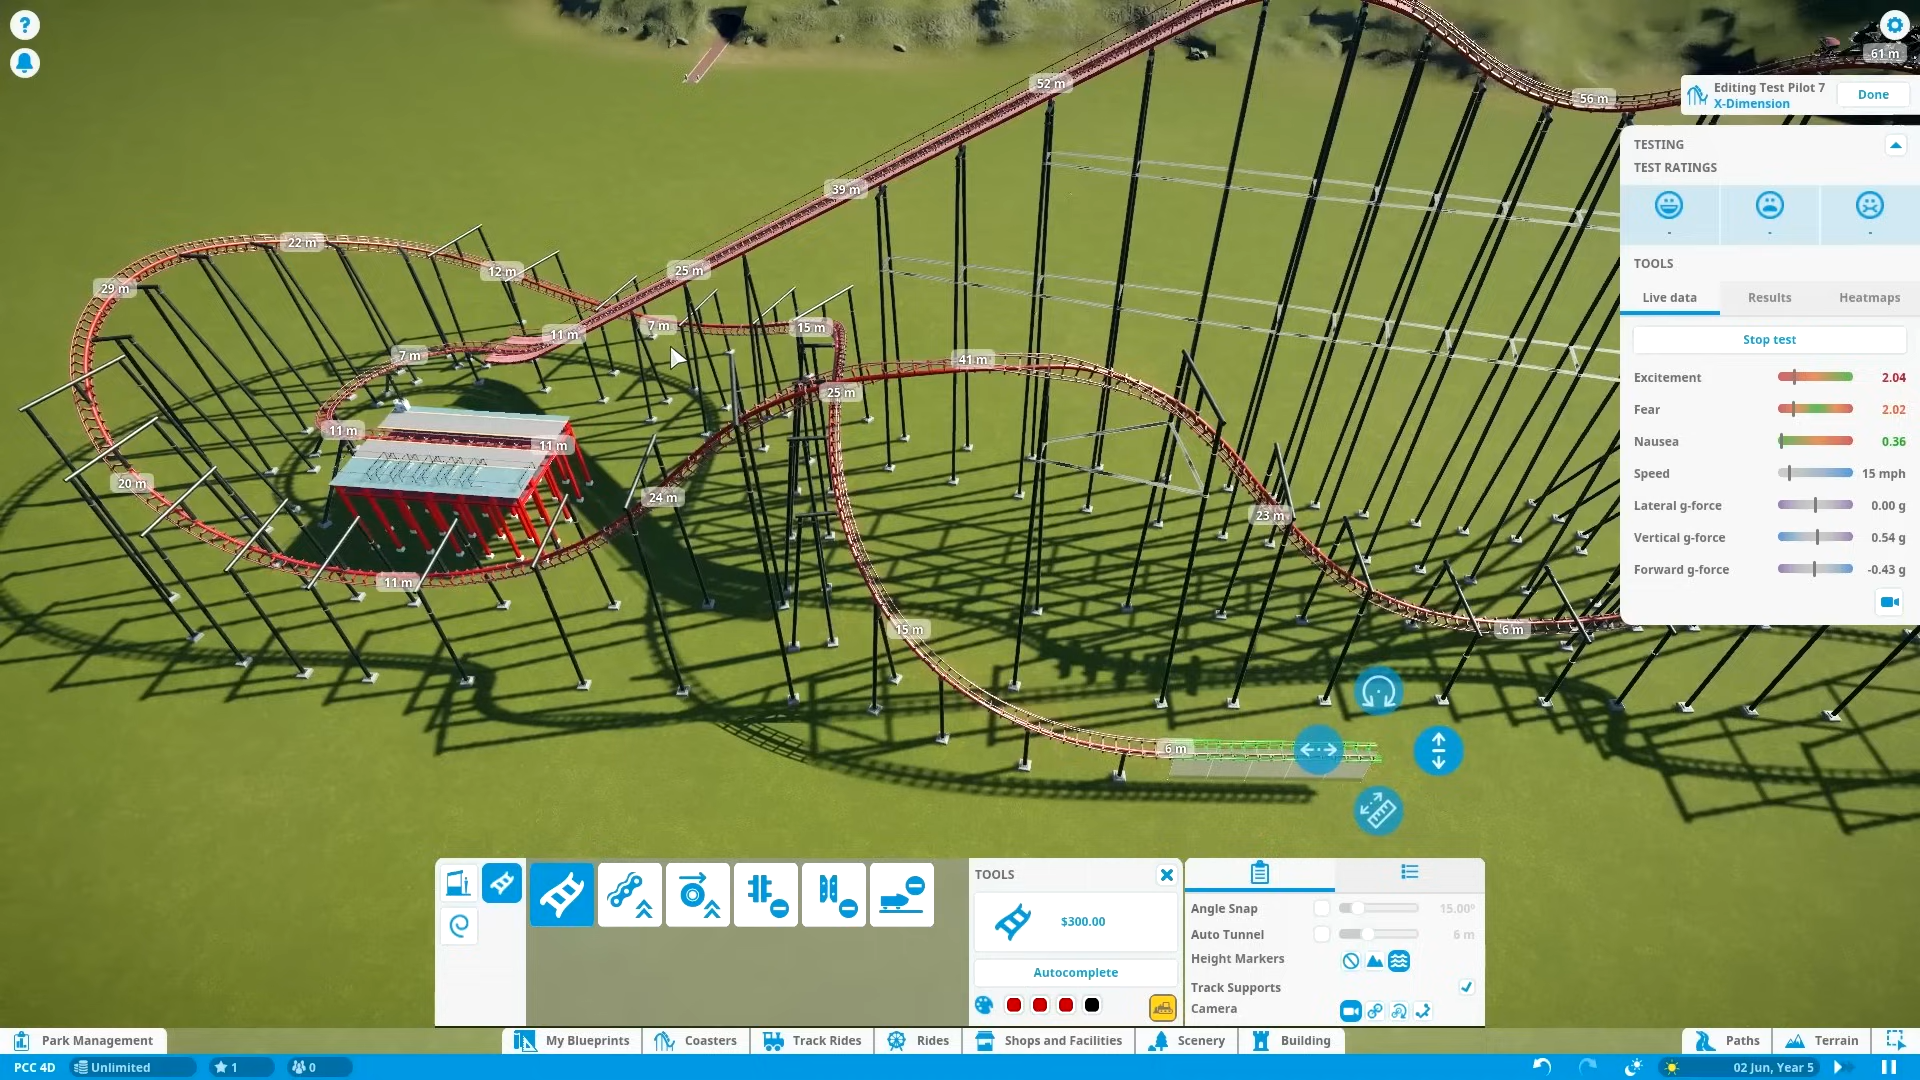 ?
61 m
52 m
Editing Test Pilot 7
X-Dimension
Done
56 m
TESTING
TEST RATINGS
39 m
- - -
22 m
TOOLS
12 m
25 m
29 m
Live data Results Heatmaps
7 m
15 m
11 m
Stop test
7 m
41 m
Excitement 2.04
25 m
Fear 2.02
11 m
11 m
Nausea 0.36
Speed 15 mph
20 m
24 m
Lateral g-force 0.00 g
23 m
Vertical g-force 0.54 g
Forward g-force -0.43 g
11 m
15 m
6 m
6 m
TOOLS
$300.00
Autocomplete
Angle Snap 15.00°
Auto Tunnel 6 m
Height Markers
Track Supports
Camera
Park Management My Blueprints Coasters Track Rides Rides Shops and Facilities Scenery Building Paths Terrain
PCC 4D Unlimited 1 0 02 Jun, Year 5